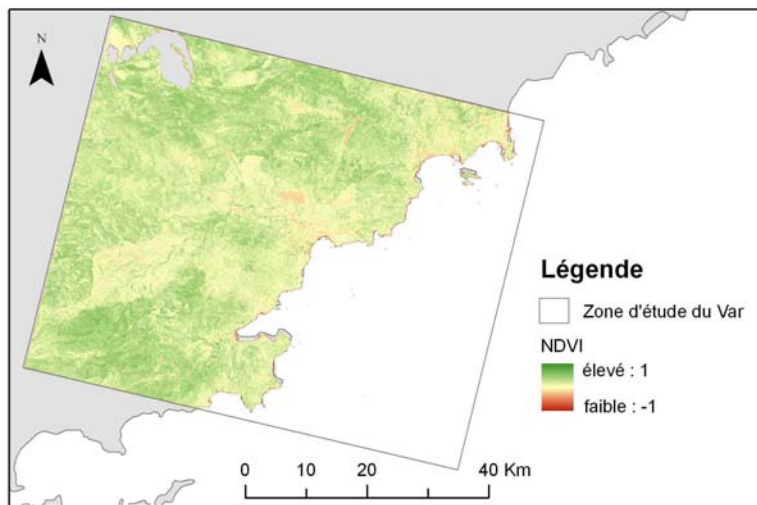 N
Légende
Zone d'étude du Var
NDVI
élevé : 1
faible : -1
0 10 20 40 Km